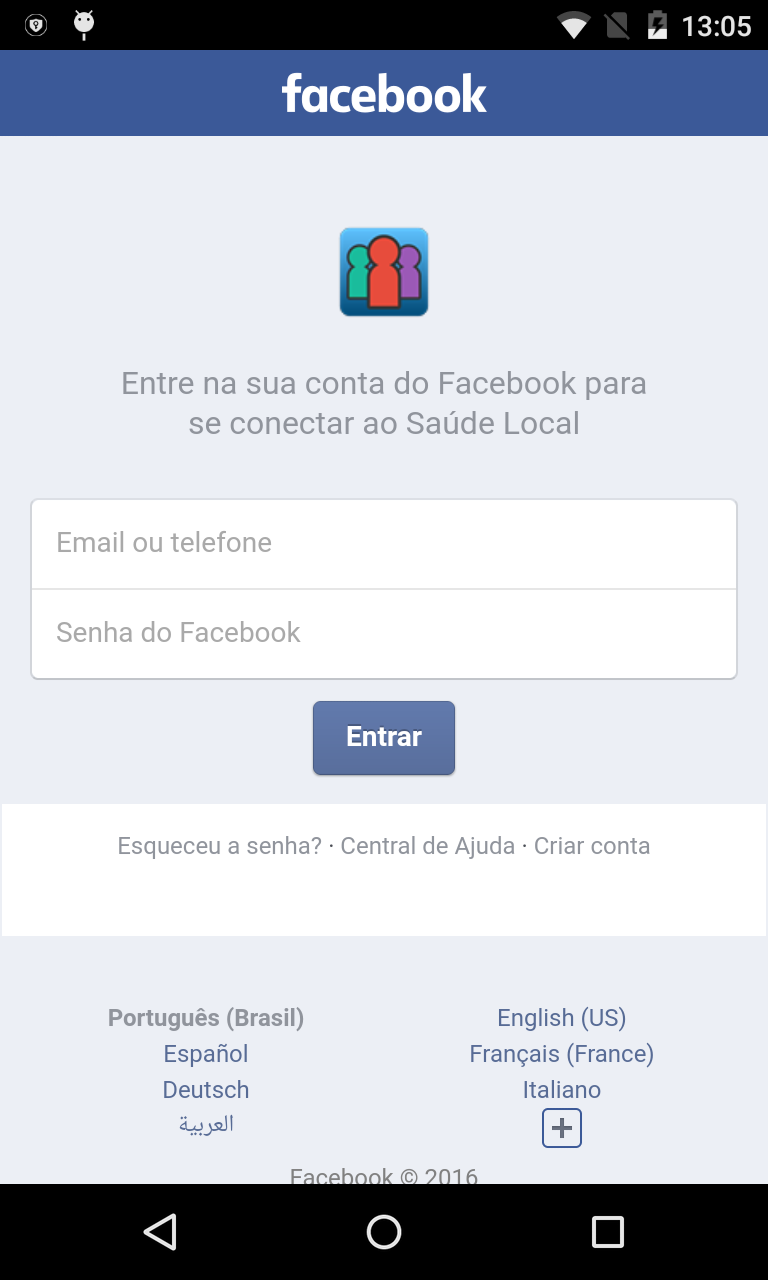 13:05
facebook
Entre na sua conta do Facebook para
se conectar ao Saúde Local
Email ou telefone
Senha do Facebook
Entrar
Esqueceu a senha? · Central de Ajuda · Criar conta
Português (Brasil)
English (US)
Español
Français (France)
Deutsch
Italiano
العربية
Facebook © 2016